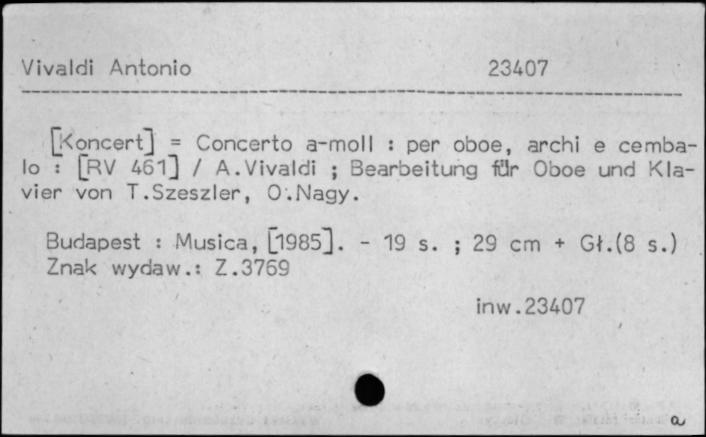 Vivaldi Antonio 23407
[Koncert] = Concerto a-moll : per oboe, archi e cemba-
lo : [RV 461] / A.Vivaldi ; Bearbeitung für Oboe und Kla-
vier von T.Szeszler, O.Nagy.
Budapest : Musica, [1985]. - 19 s. ; 29 cm + Gł.(8 s.)
Znak wydaw.: Z.3769
inw.23407
a